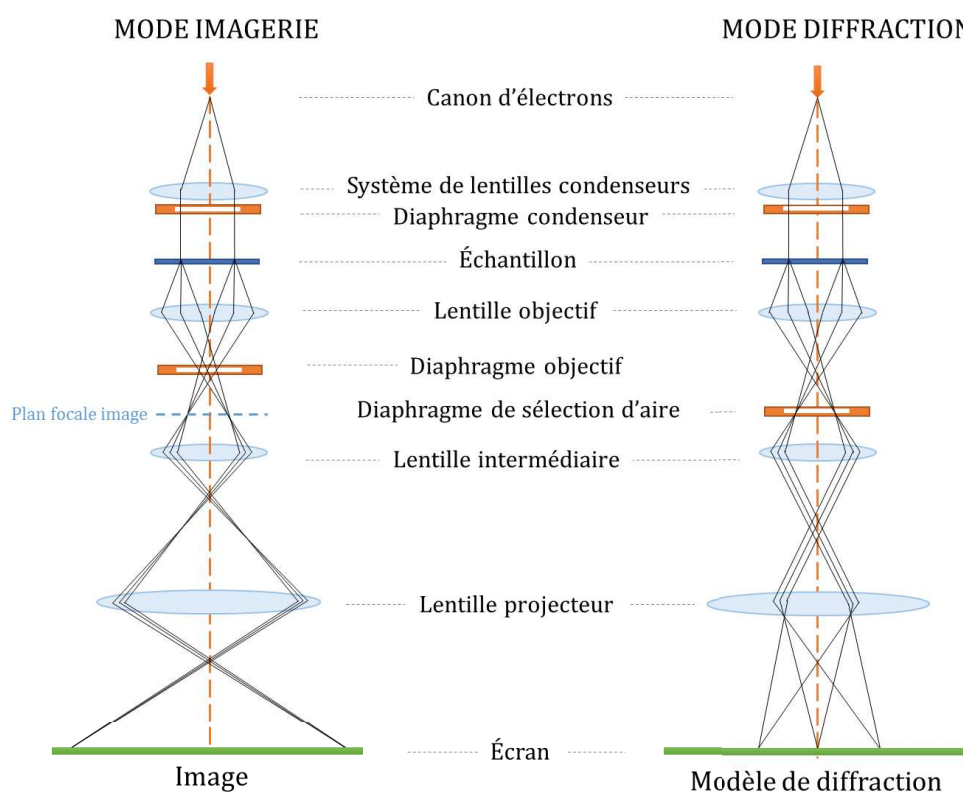 MODE IMAGERIE
MODE DIFFRACTION
Canon d'électrons
Système de lentilles condenseurs
Diaphragme condenseur
Échantillon
Lentille objectif
Diaphragme objectif
Plan focale image
Diaphragme de sélection d'aire
Lentille intermédiaire
Lentille projecteur
Écran
Image
Modèle de diffraction